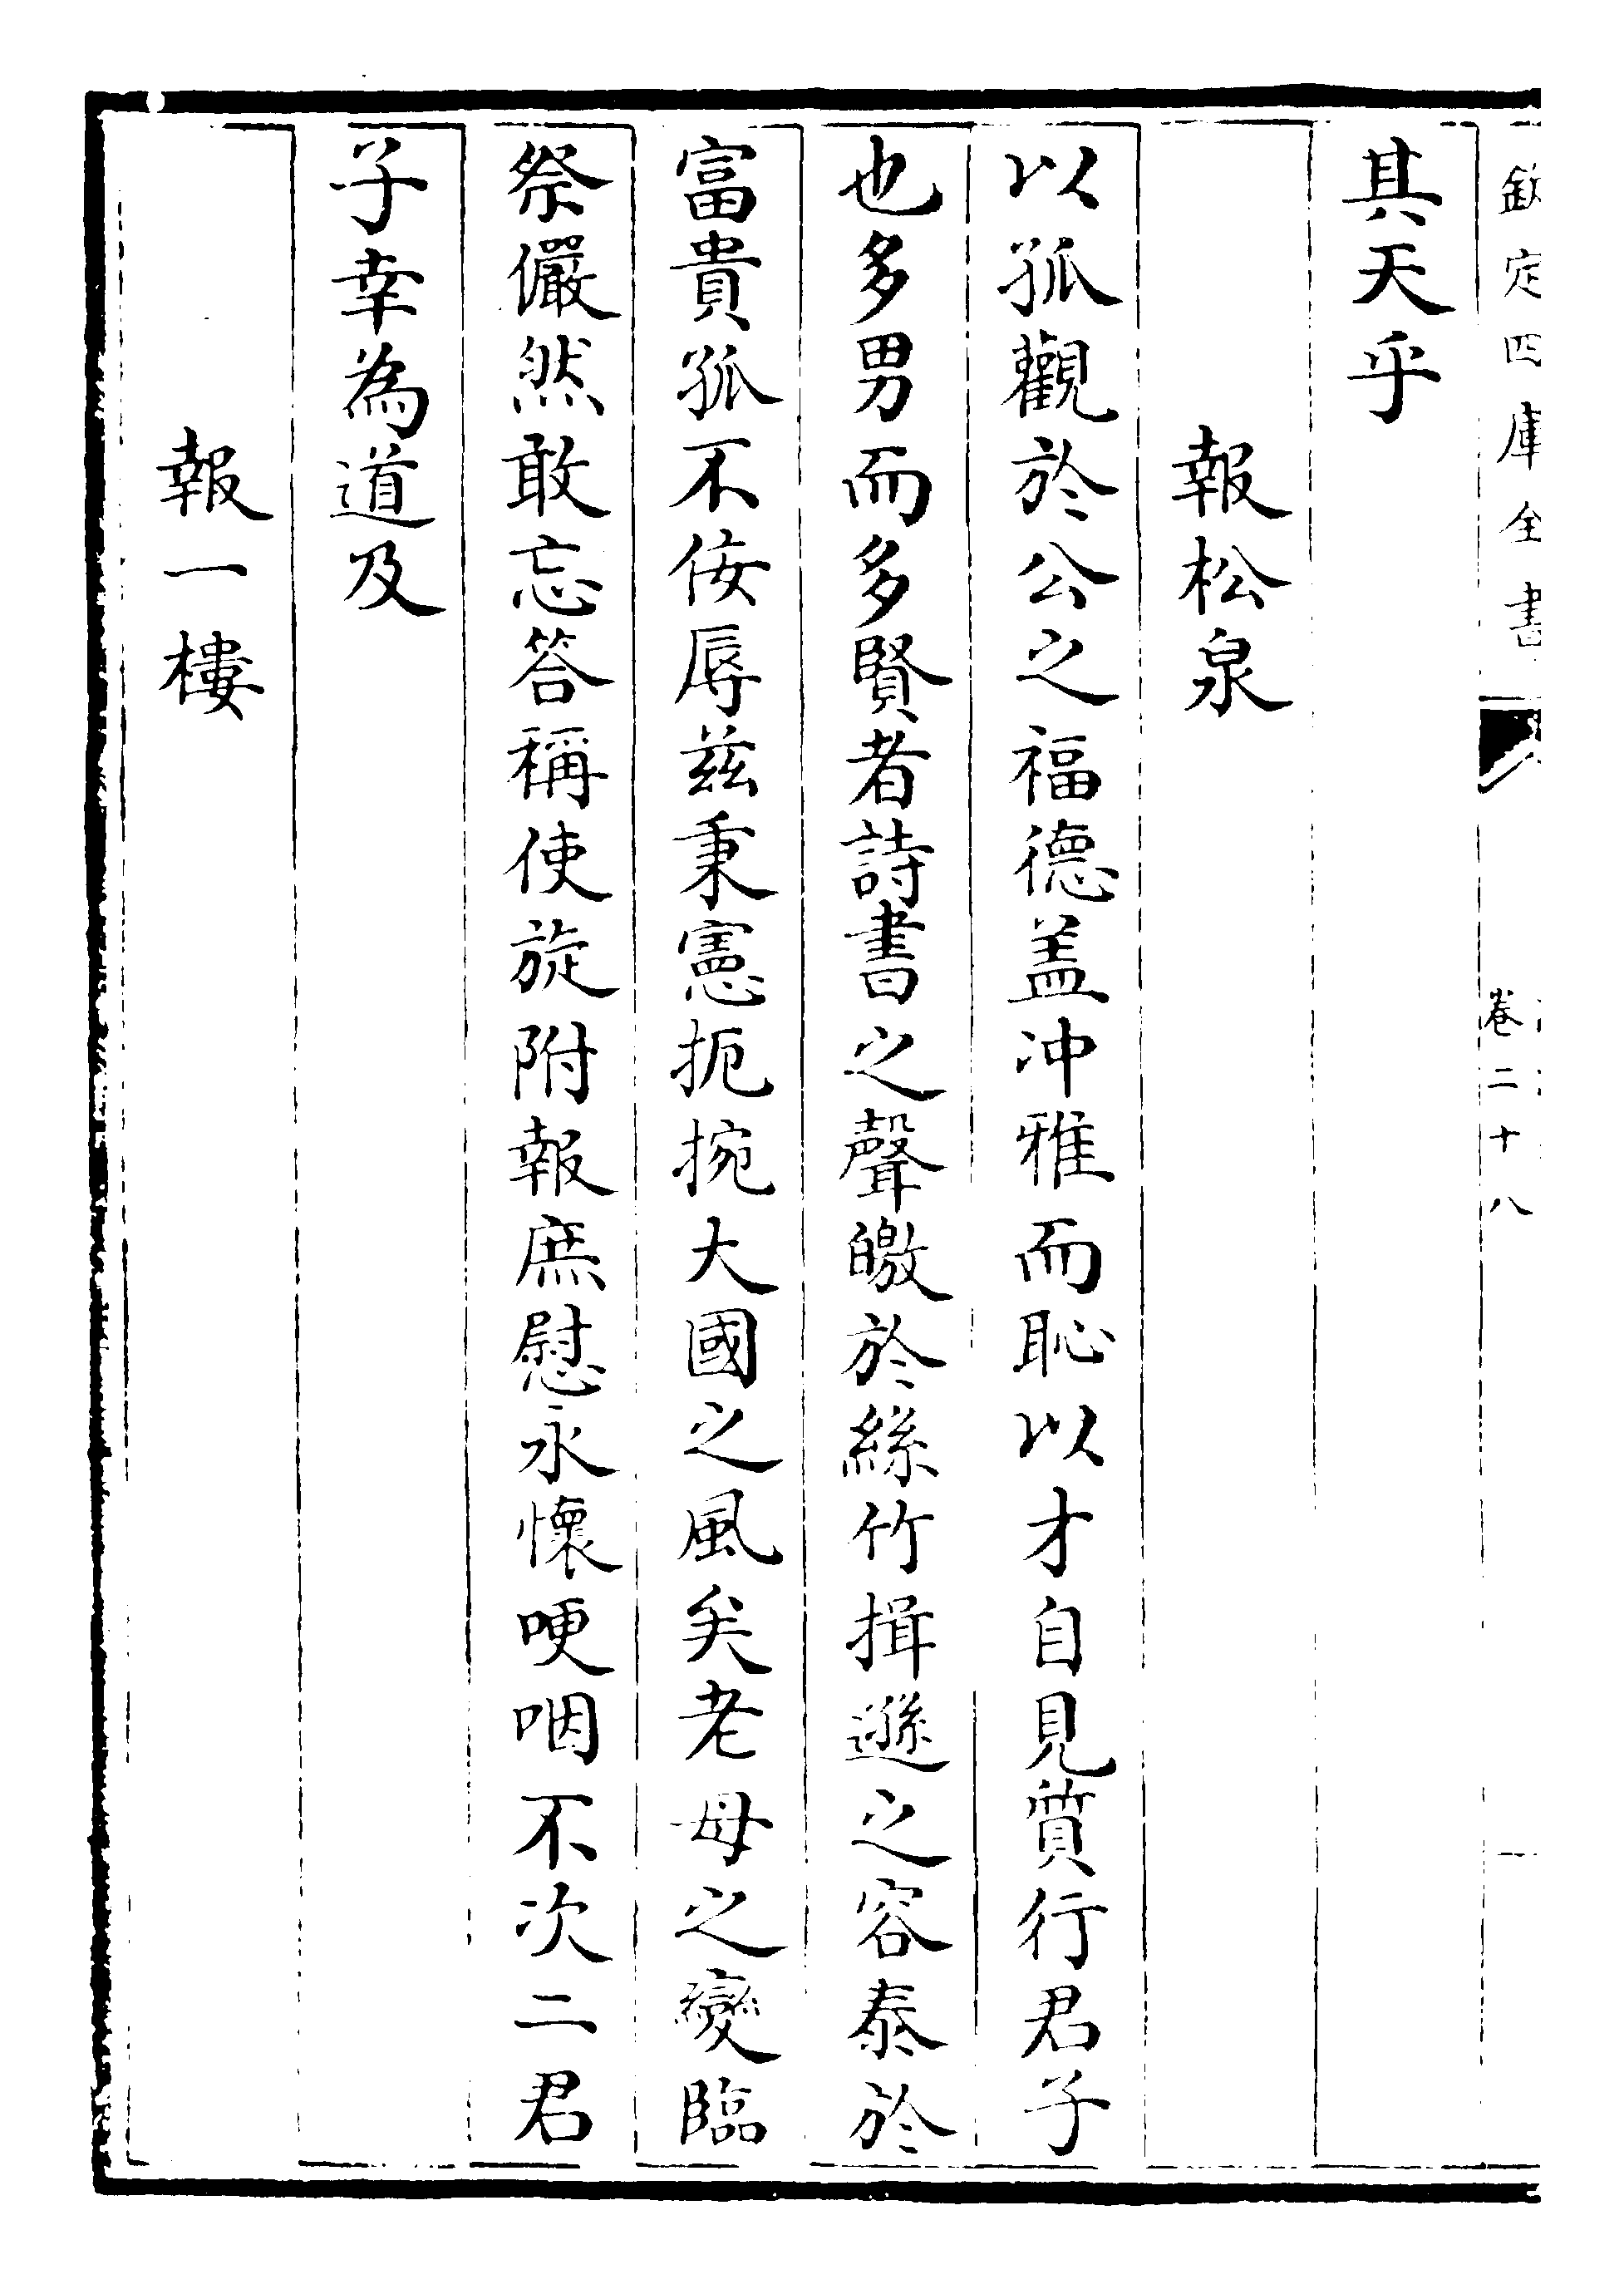 欽定四庫全書
卷二十八
其天乎
報松泉
以孤觀於公之福德盖冲雅而恥以才自見質行君子
也多男而多賢者詩書之聲皦於絲竹揖遜之容泰於
富貴孤不佞辱兹秉憲扼掔大國之風矣老母之變臨
祭儼然敢忘答稱使旋附報庶慰永懷哽咽不次二君
子幸為道及
報一樓